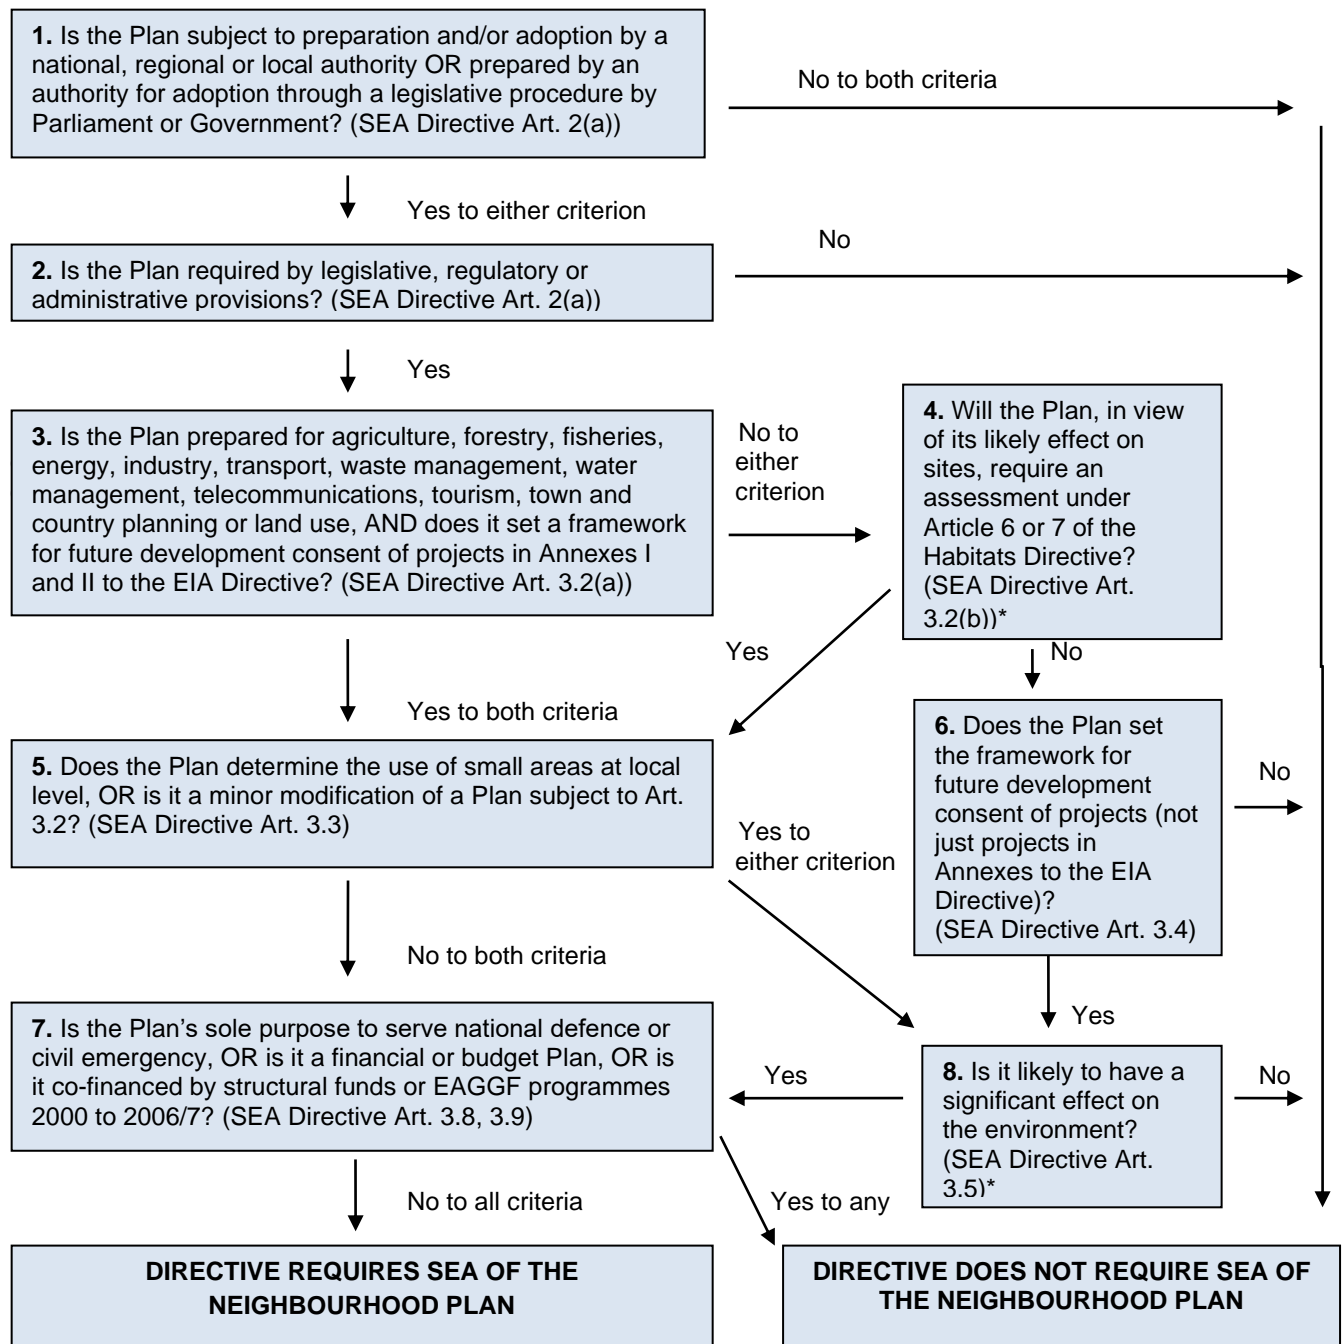 1. Is the Plan subject to preparation and/or adoption by a
national, regional or local authority OR prepared by an
authority for adoption through a legislative procedure by
Parliament or Government? (SEA Directive Art. 2(a))
No to both criteria
Yes to either criterion
2. Is the Plan required by legislative, regulatory or
administrative provisions? (SEA Directive Art. 2(a))
No
Yes
3. Is the Plan prepared for agriculture, forestry, fisheries,
energy, industry, transport, waste management, water
management, telecommunications, tourism, town and
country planning or land use, AND does it set a framework
for future development consent of projects in Annexes I
and II to the EIA Directive? (SEA Directive Art. 3.2(a))
No to
either
criterion
4. Will the Plan, in view
of its likely effect on
sites, require an
assessment under
Article 6 or 7 of the
Habitats Directive?
(SEA Directive Art.
3.2(b))*
Yes
No
Yes to both criteria
5. Does the Plan determine the use of small areas at local
level, OR is it a minor modification of a Plan subject to Art.
3.2? (SEA Directive Art. 3.3)
Yes to
either criterion
6. Does the Plan set
the framework for
future development
consent of projects (not
just projects in
Annexes to the EIA
Directive)?
(SEA Directive Art. 3.4)
No
No to both criteria
Yes
7. Is the Plan’s sole purpose to serve national defence or
civil emergency, OR is it a financial or budget Plan, OR is
it co-financed by structural funds or EAGGF programmes
2000 to 2006/7? (SEA Directive Art. 3.8, 3.9)
Yes
8. Is it likely to have a
significant effect on
the environment?
(SEA Directive Art.
3.5)*
No
No to all criteria
Yes to any
DIRECTIVE REQUIRES SEA OF THE
NEIGHBOURHOOD PLAN
DIRECTIVE DOES NOT REQUIRE SEA OF
THE NEIGHBOURHOOD PLAN